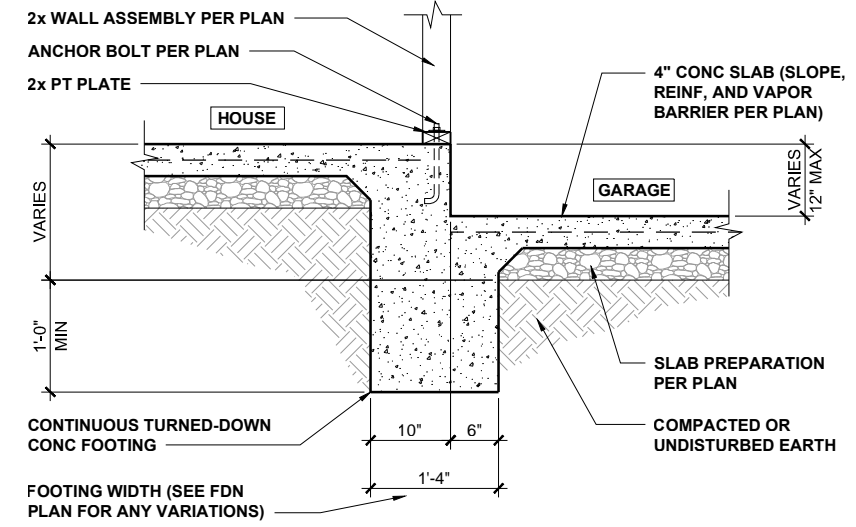 2x WALL ASSEMBLY PER PLAN
ANCHOR BOLT PER PLAN
2x PT PLATE
HOUSE
4" CONC SLAB (SLOPE,
REINF, AND VAPOR
BARRIER PER PLAN)
GARAGE
VARIES
12" MAX
VARIES
1'-0"
MIN
SLAB PREPARATION
PER PLAN
COMPACTED OR
UNDISTURBED EARTH
CONTINUOUS TURNED-DOWN
CONC FOOTING
10"
6"
1'-4"
FOOTING WIDTH (SEE FDN
PLAN FOR ANY VARIATIONS)